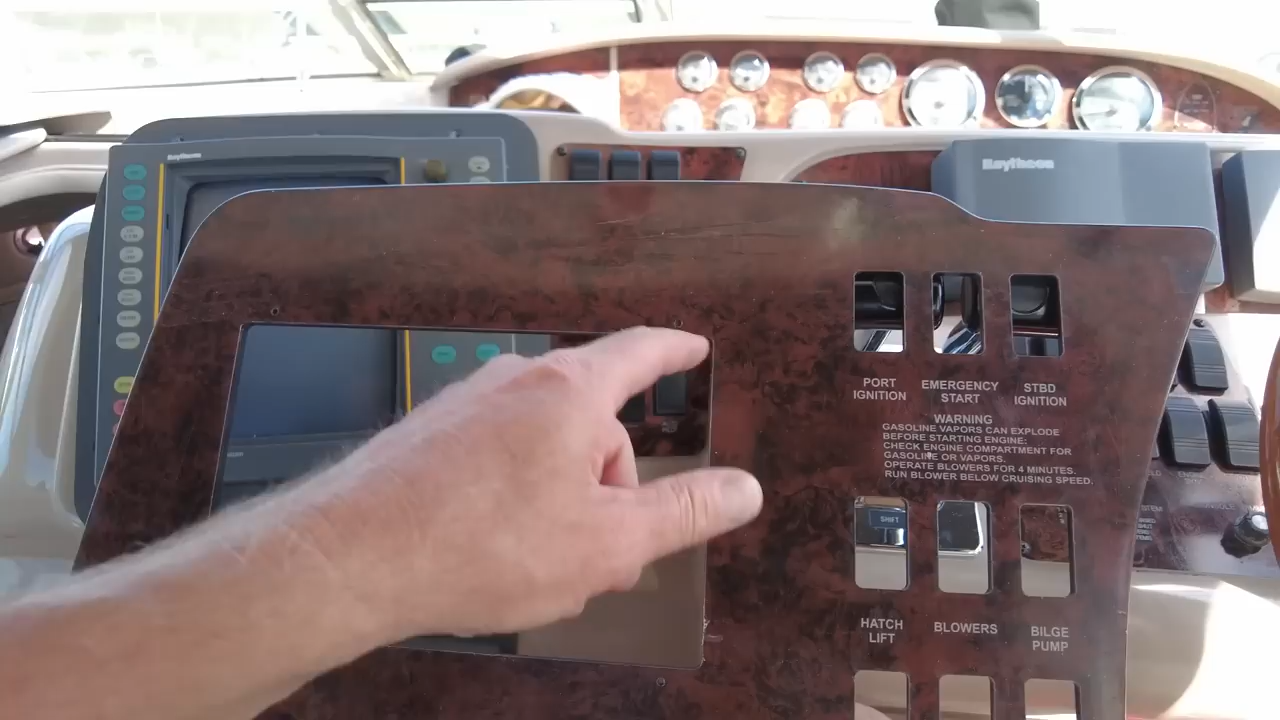 Raytheon
Raytheon
PORT
IGNITION
EMERGENCY
START
STBD
IGNITION
WARNING
GASOLINE VAPORS CAN EXPLODE
BEFORE STARTING ENGINE:
CHECK ENGINE COMPARTMENT FOR
GASOLINE OR VAPORS.
OPERATE BLOWERS FOR 4 MINUTES.
RUN BLOWER BELOW CRUISING SPEED.
HATCH
LIFT
BLOWERS
BILGE
PUMP